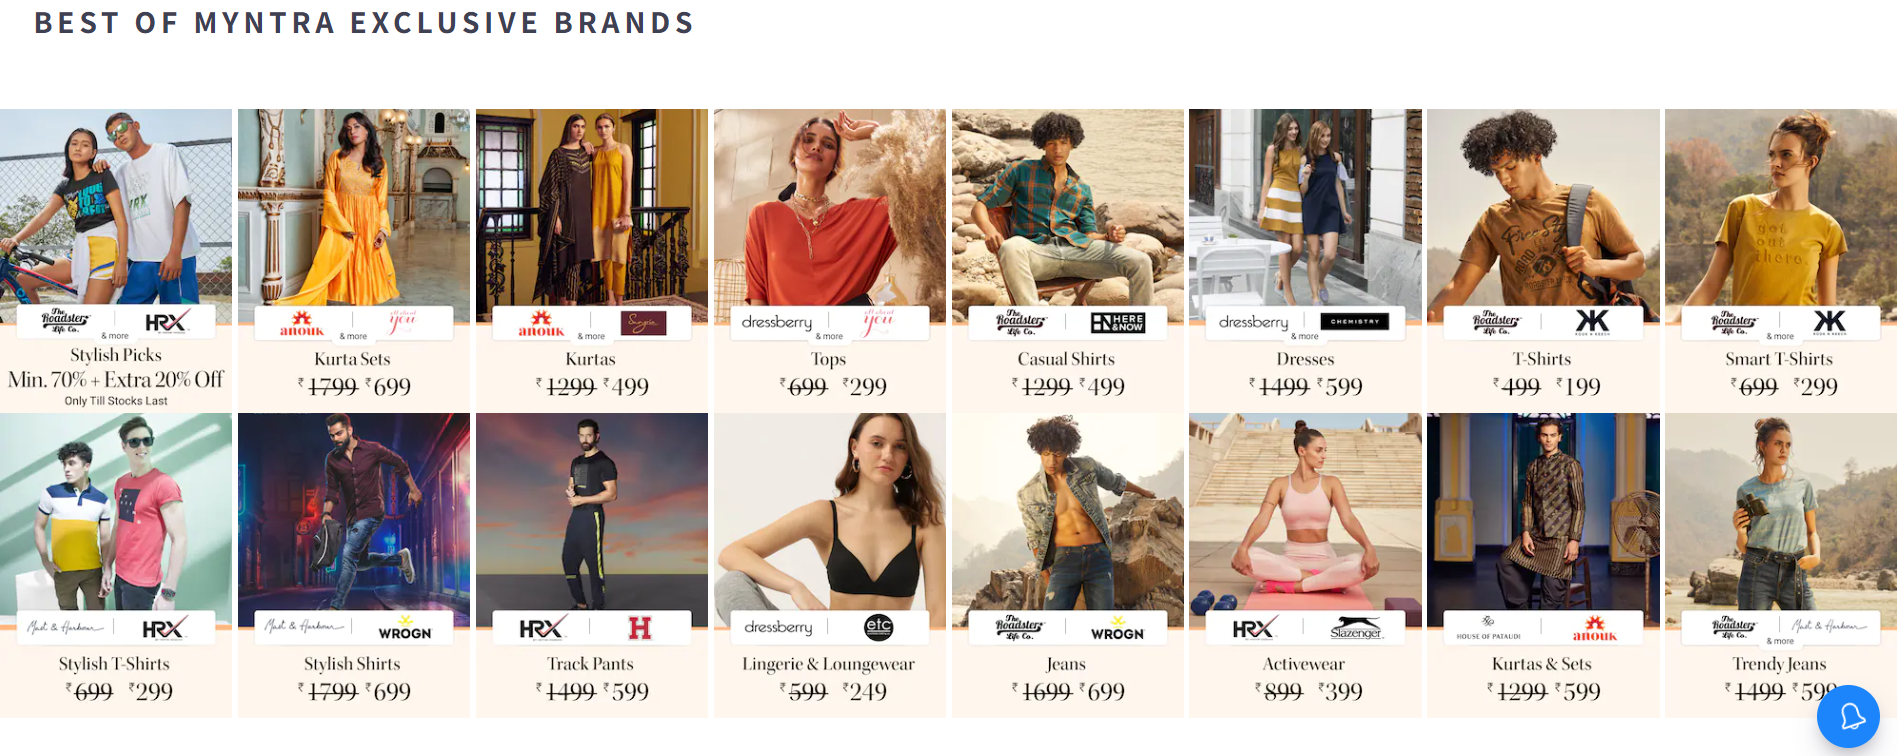 BEST OF MYNTRA EXCLUSIVE BRANDS
The Roadster Life Co. HRX
& more
Stylish Picks
Min. 70% + Extra 20% Off
Only Till Stocks Last
anouk all about you
& more
Kurta Sets
₹1799 ₹699
anouk Sangria
& more
Kurtas
₹1299 ₹499
dressberry all about you
& more
Tops
₹699 ₹299
The Roadster Life Co. HERE & NOW
Casual Shirts
₹1299 ₹499
dressberry CHEMISTRY
& more
Dresses
₹1499 ₹599
The Roadster Life Co.
T-Shirts
₹499 ₹199
got
out
there.
The Roadster Life Co.
& more
Smart T-Shirts
₹699 ₹299
Mast & Harbour HRX
Stylish T-Shirts
₹699 ₹299
Mast & Harbour WROGN
Stylish Shirts
₹1799 ₹699
HRX H
Track Pants
₹1499 ₹599
dressberry etc
Lingerie & Loungewear
₹599 ₹249
The Roadster Life Co. WROGN
Jeans
₹1699 ₹699
HRX Slazenger
Activewear
₹899 ₹399
HOUSE OF PATAUDI anouk
Kurtas & Sets
₹1299 ₹599
The Roadster Life Co. Mast & Harbour
& more
Trendy Jeans
₹1499 ₹599